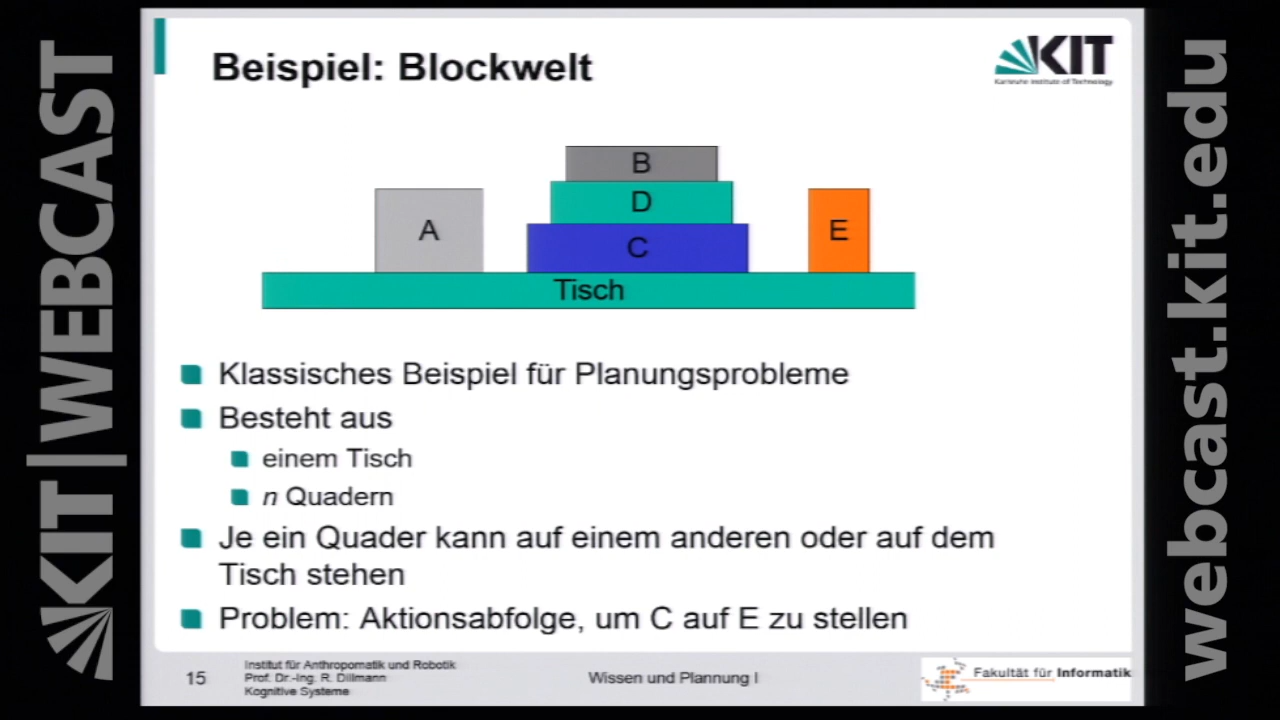 KIT|WEBCAST
Beispiel: Blockwelt
KIT
Karlsruhe Institute of Technology
B
D
A
C
E
Tisch
Klassisches Beispiel für Planungsprobleme
Besteht aus
einem Tisch
n Quadern
Je ein Quader kann auf einem anderen oder auf dem
Tisch stehen
Problem: Aktionsabfolge, um C auf E zu stellen
15
Institut für Anthropomatik und Robotik
Prof. Dr.-Ing. R. Dillmann
Kognitive Systeme
Wissen und Plannung I
Fakultät für Informatik
webcast.kit.edu